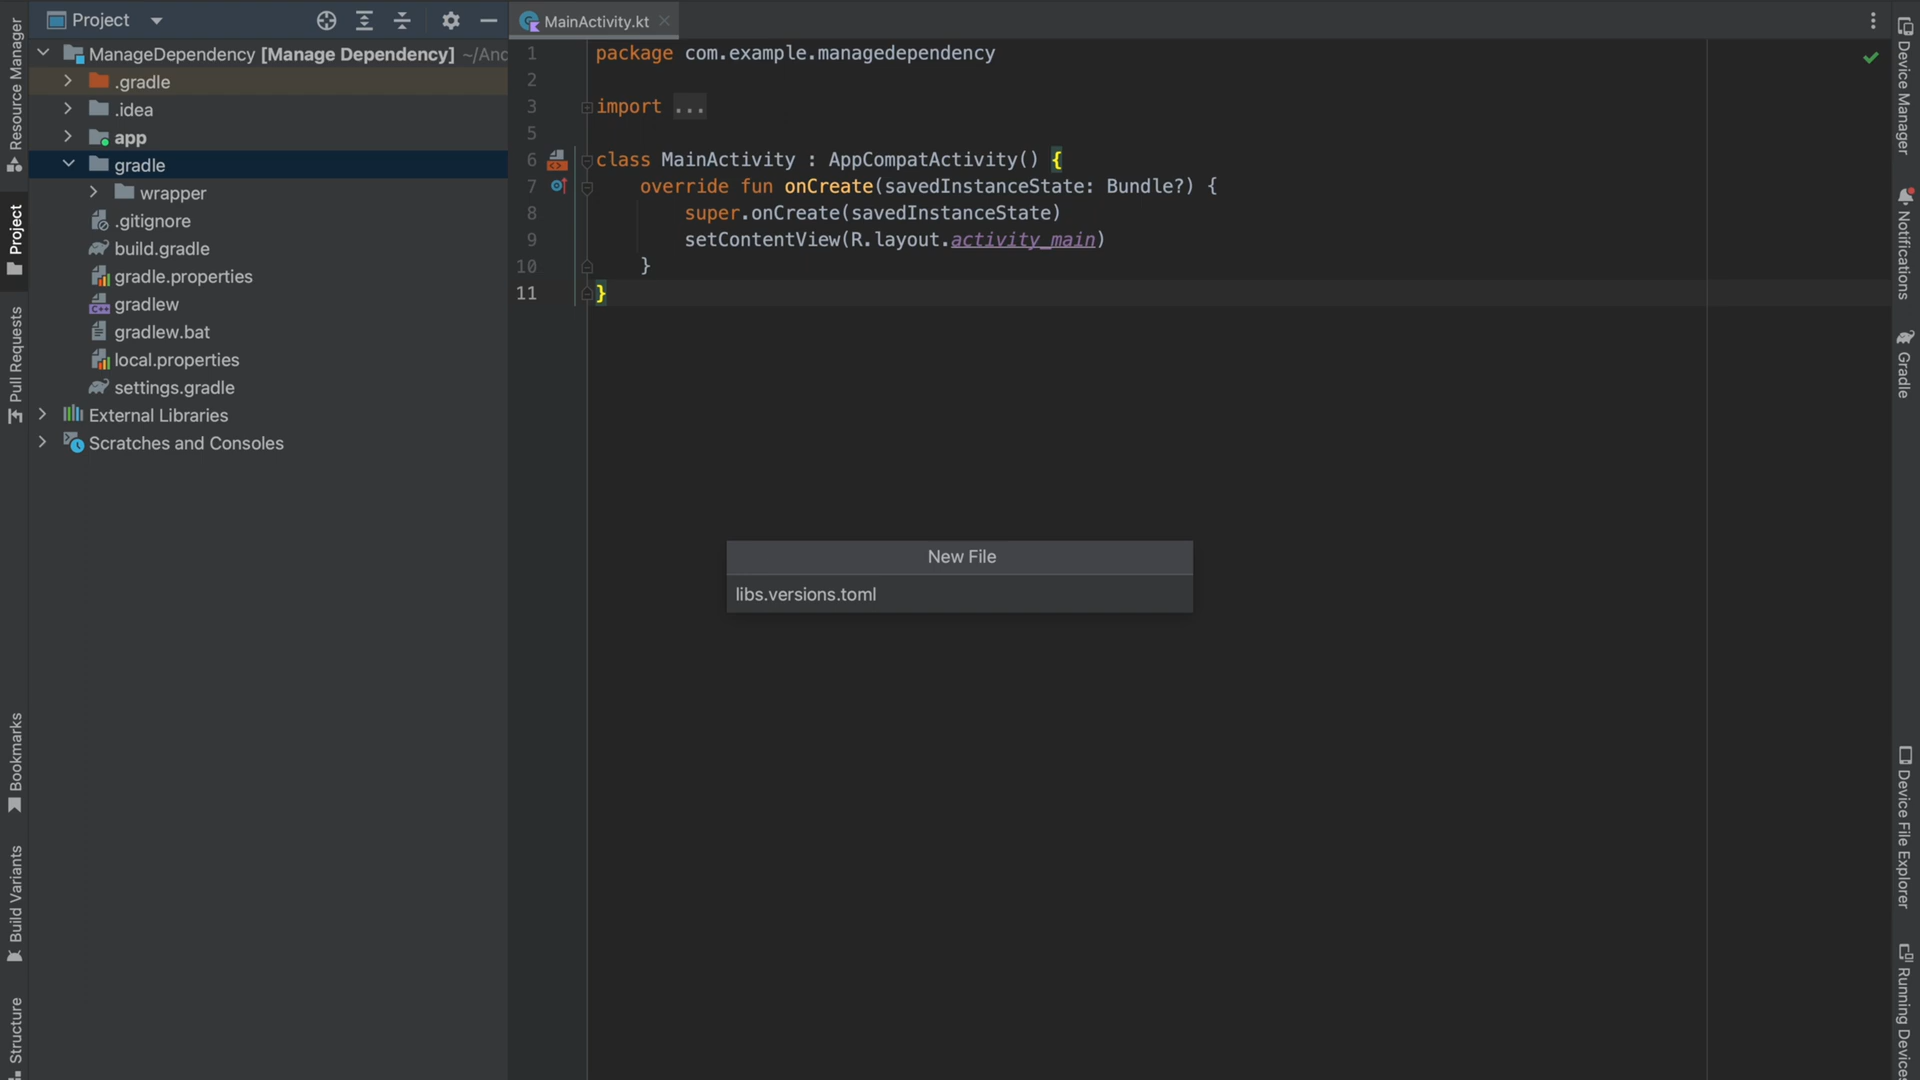 Resource Manager
Project
Pull Requests
Bookmarks
Build Variants
Structure
Project
ManageDependency [Manage Dependency] ~/And
.gradle
.idea
app
gradle
wrapper
.gitignore
build.gradle
gradle.properties
gradlew
gradlew.bat
local.properties
settings.gradle
External Libraries
Scratches and Consoles
MainActivity.kt
1 package com.example.managedependency
2
3 import ...
5
6 class MainActivity : AppCompatActivity() {
7 override fun onCreate(savedInstanceState: Bundle?) {
8 super.onCreate(savedInstanceState)
9 setContentView(R.layout.activity_main)
10 }
11 }
New File
libs.versions.toml
Device Manager
Notifications
Gradle
Device File Explorer
Running Devices